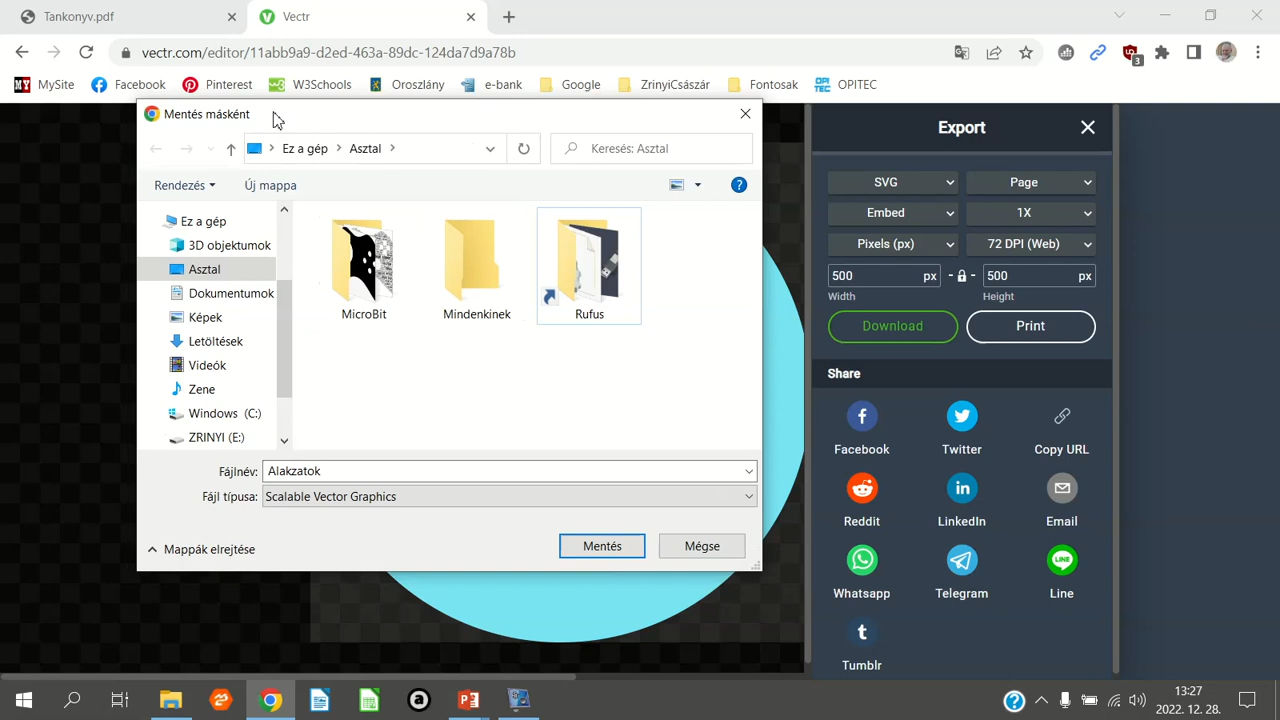 Tankonyv.pdf
Vectr
vectr.com/editor/11abb9a9-d2ed-463a-89dc-124da7d9a78b
3
MY MySite
Facebook
Pinterest
W3Schools
Oroszlány
e-bank
Google
ZrinyiCsászár
Fontosak
OPI TEC OPITEC
Mentés másként
Ez a gép
Asztal
Keresés: Asztal
Rendezés
Új mappa
Ez a gép
3D objektumok
Asztal
Dokumentumok
Képek
Letöltések
Videók
Zene
Windows (C:)
ZRINYI (E:)
MicroBit
Mindenkinek
Rufus
Fájlnév: Alakzatok
Fájl típusa: Scalable Vector Graphics
Mappák elrejtése
Mentés
Mégse
Export
SVG
Page
Embed
1X
Pixels (px)
72 DPI (Web)
500 px - - 500 px
Width
Height
Download
Print
Share
Facebook
Twitter
Copy URL
Reddit
LinkedIn
Email
Whatsapp
Telegram
Line
Tumblr
13:27
2022. 12. 28.